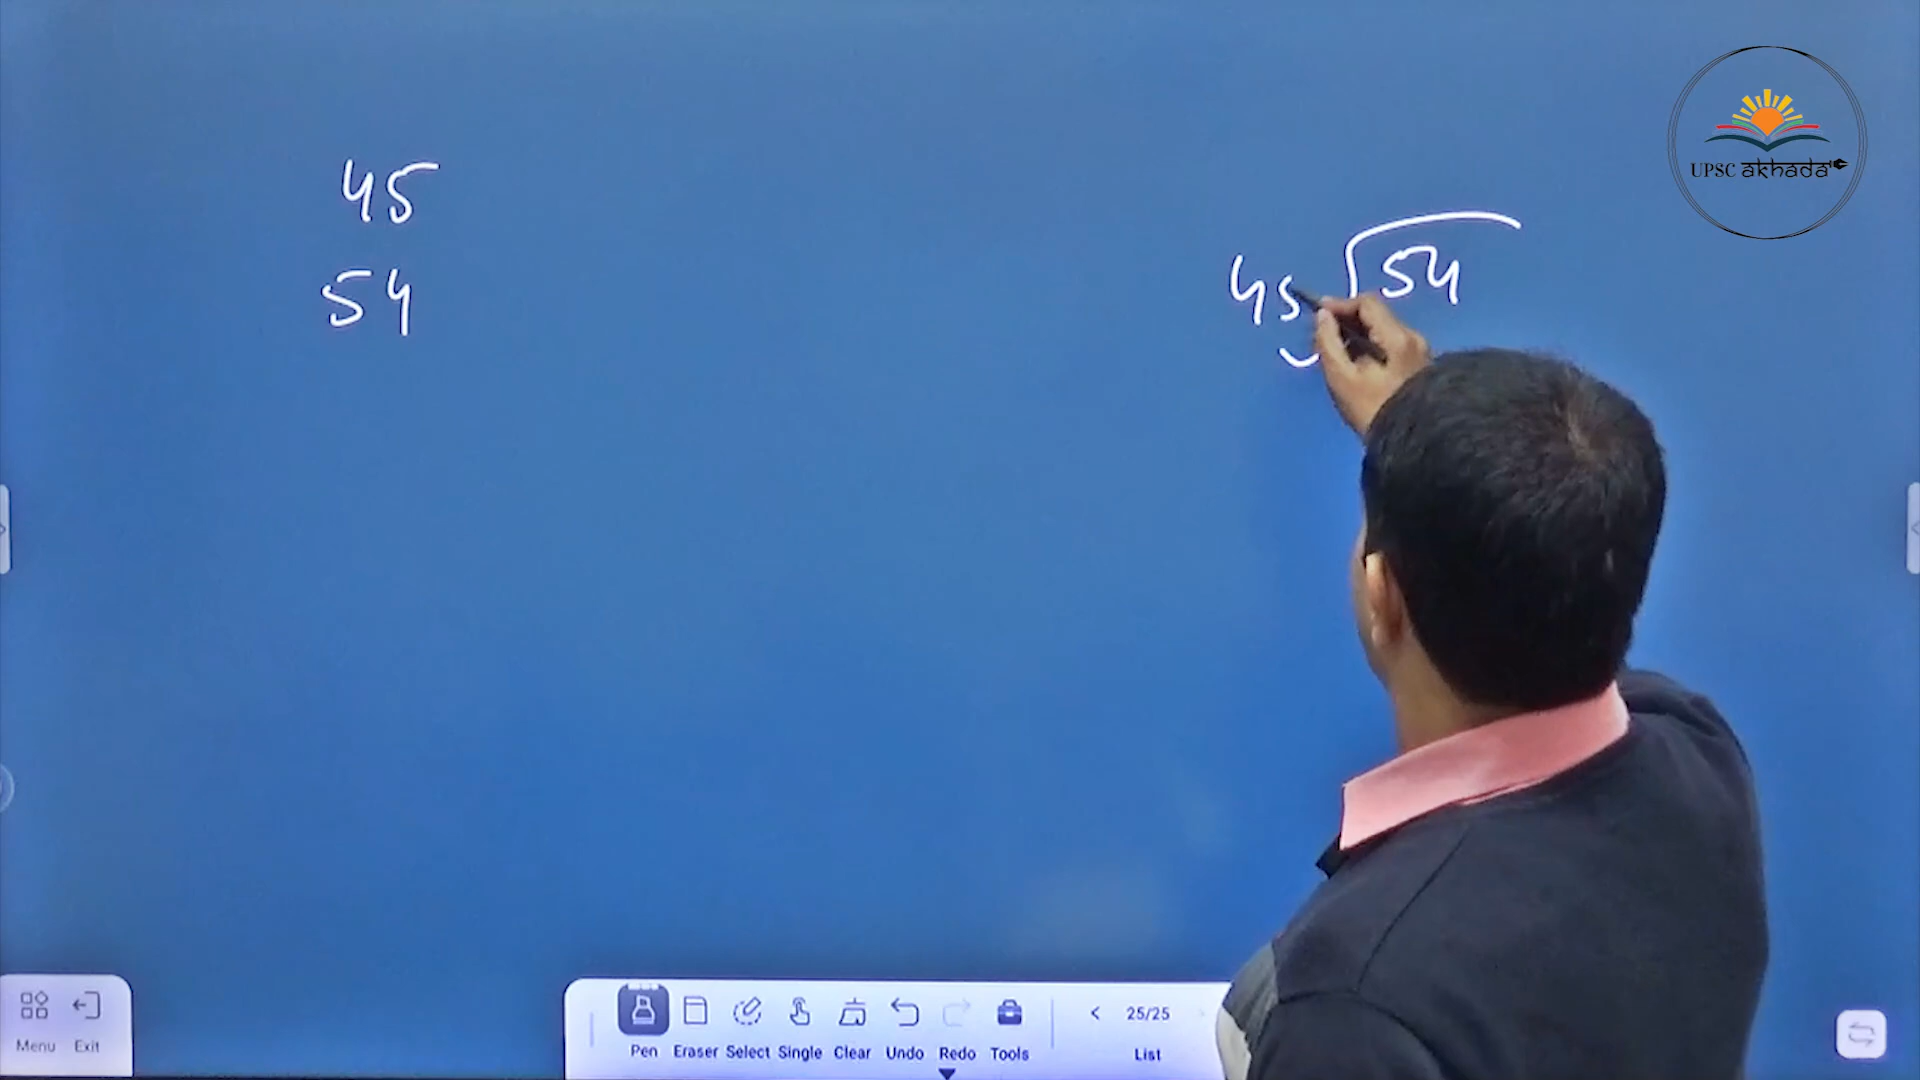 45
54
45 54
UPSC akhada
Menu Exit
Pen Eraser Select Single Clear Undo Redo Tools
25/25
List